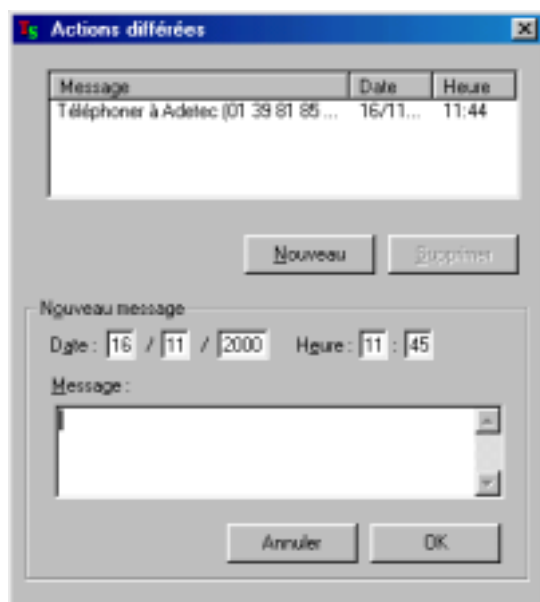 TS Actions différées
Message Date Heure
Téléphoner à Adetec (01 39 81 85 ... 16/11... 11:44
Nouveau Supprimer
Nouveau message
Date : 16 / 11 / 2000 Heure : 11 : 45
Message :
Annuler OK